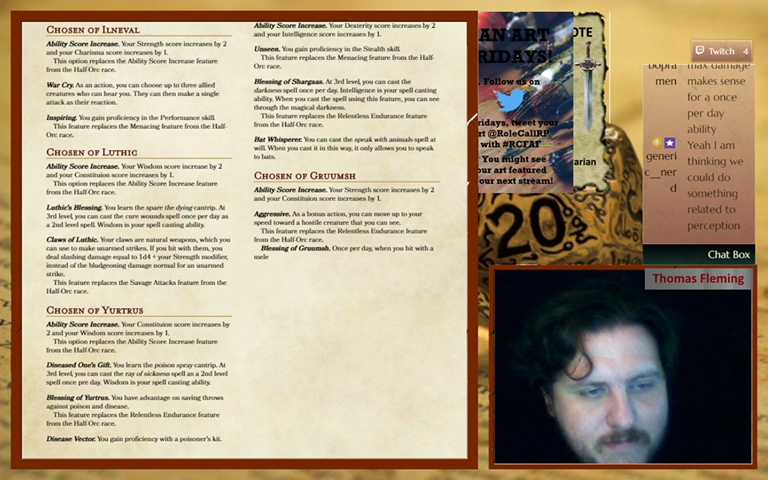 CHOSEN OF ILNEVAL
Ability Score Increase. Your Strength score increases by 2
and your Charisma score increases by 1.
This option replaces the Ability Score Increase feature
from the Half-Orc race.
War Cry. As an action, you can choose up to three allied
creatures who can hear you. They can then make a single
attack as their reaction.
Inspiring. You gain proficiency in the Performance skill.
This feature replaces the Menacing feature from the Half-
Orc race.
CHOSEN OF LUTHIC
Ability Score Increase. Your Wisdom score increase by 2
and your Constituion score increases by 1.
This option replaces the Ability Score Increase feature
from the Half-Orc race.
Luthic's Blessing. You learn the spare the dying cantrip. At
3rd level, you can cast the cure wounds spell once per day as
a 2nd level spell. Wisdom is your spell casting ability.
Claws of Luthic. Your claws are natural weapons, which you
can use to make unarmed strikes. If you hit with them, you
deal slashing damage equal to 1d4 + your Strength modifier,
instead of the bludgeoning damage normal for an unarmed
strike.
This feature replaces the Savage Attacks feature from the
Half-Orc race.
CHOSEN OF YURTRUS
Ability Score Increase. Your Constituion score increases by
2 and your Wisdom score increases by 1.
This option replaces the Ability Score Increase feature
from the Half-Orc race.
Diseased One's Gift. You learn the poison spray cantrip. At
3rd level, you can cast the ray of sickness spell as a 2nd level
spell once per day. Wisdom is your spell casting ability.
Blessing of Yurtrus. You have advantage on saving throws
against poison and disease.
This feature replaces the Relentless Endurance feature
from the Half-Orc race.
Disease Vector. You gain proficiency with a poisoner's kit.
Ability Score Increase. Your Dexterity score increases by 2
and your Intelligence score increases by 1.
Unseen. You gain proficiency in the Stealth skill.
This feature replaces the Menacing feature from the Half-
Orc race.
Blessing of Shargaas. At 3rd level, you can cast the
darkness spell once per day. Intelligence is your spell casting
ability. When you cast the spell using this feature, you can see
through the magical darkness.
This feature replaces the Relentless Endurance feature
from the Half-Orc race.
Bat Whisperer. You can cast the speak with animals spell at
will. When you cast it in this way, it only allows you to speak
to bats.
CHOSEN OF GRUUMSH
Ability Score Increase. Your Strength score increases by 2
and your Constituion score increases by 1.
Aggressive. As a bonus action, you can move up to your
speed toward a hostile creature that you can see.
This feature replaces the Relentless Endurance feature
from the Half-Orc race.
Blessing of Gruumsh. Once per day, when you hit with a
mele
AN ART
RIDAYS!
. Follow us on
ridays, tweet your
rt @RoleCallRP
with #RCFAF
You might see
our art featured
our next stream!
OTE
arian
20
Twitch 4
men
max damage
makes sense
for a once
per day
ability
generi
c__ner
d
Yeah I am
thinking we
could do
something
related to
perception
Chat Box
Thomas Fleming